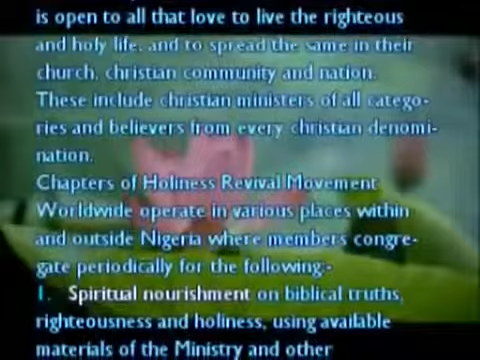 is open to all that love to live the righteous
and holy life, and to spread the same in their
church, christian community and nation.
These include christian ministers of all catego-
ries and believers from every christian denomi-
nation.
Chapters of Holiness Revival Movement
Worldwide operate in various places within
and outside Nigeria where members congre-
gate periodically for the following:-
1. Spiritual nourishment on biblical truths,
righteousness and holiness, using available
materials of the Ministry and other